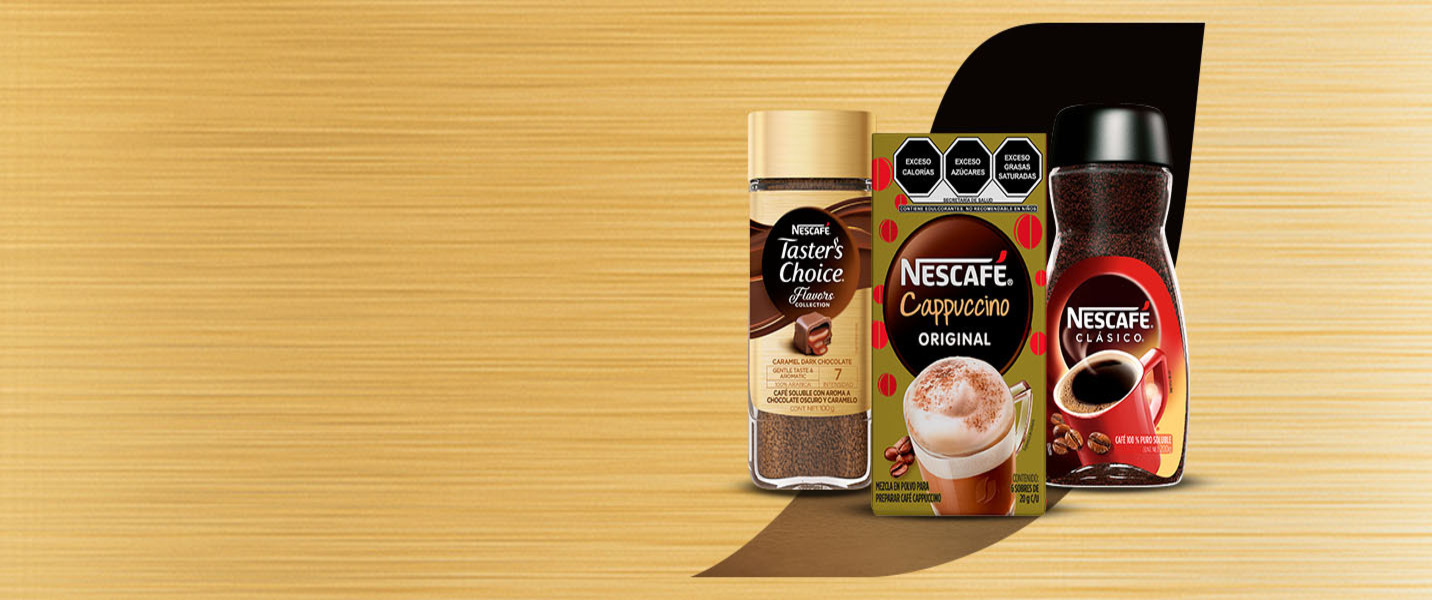 NESCAFÉ
Taster's
Choice
Flavors
COLLECTION
CARAMEL DARK CHOCOLATE
GENTLE TASTE &
AROMATIC
100% ARABICA
7
INTENSIDAD
CAFÉ SOLUBLE CON AROMA A
CHOCOLATE OSCURO Y CARAMELO
CONT. NET. 100 g
EXCESO
CALORÍAS
EXCESO
AZÚCARES
EXCESO
GRASAS
SATURADAS
SECRETARÍA DE SALUD
CONTIENE EDULCORANTES, NO RECOMENDABLE EN NIÑOS
NESCAFÉ®
Cappuccino
ORIGINAL
MEZCLA EN POLVO PARA
PREPARAR CAFÉ CAPPUCCINO
CONTENIDO:
6 SOBRES DE
20 g C/U
NESCAFÉ
CLÁSICO
CAFÉ 100 % PURO SOLUBLE